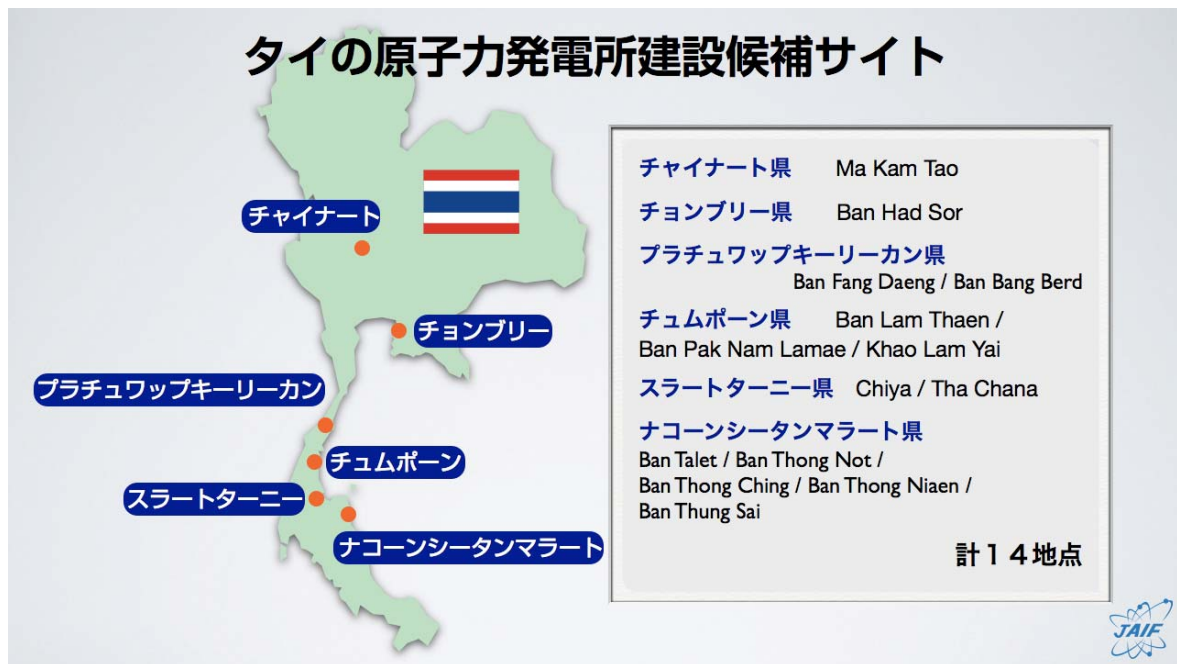 タイの原子力発電所建設候補サイト
チャイナート
チョンブリー
プラチュワップキーリーカン
チュムポーン
スラートターニー
ナコーンシータンマラート
チャイナート県 Ma Kam Tao
チョンブリー県 Ban Had Sor
プラチュワップキーリーカン県
Ban Fang Daeng / Ban Bang Berd
チュムポーン県 Ban Lam Thaen /
Ban Pak Nam Lamae / Khao Lam Yai
スラートターニー県 Chiya / Tha Chana
ナコーンシータンマラート県
Ban Talet / Ban Thong Not /
Ban Thong Ching / Ban Thong Niaen /
Ban Thung Sai
計１４地点
JAIF